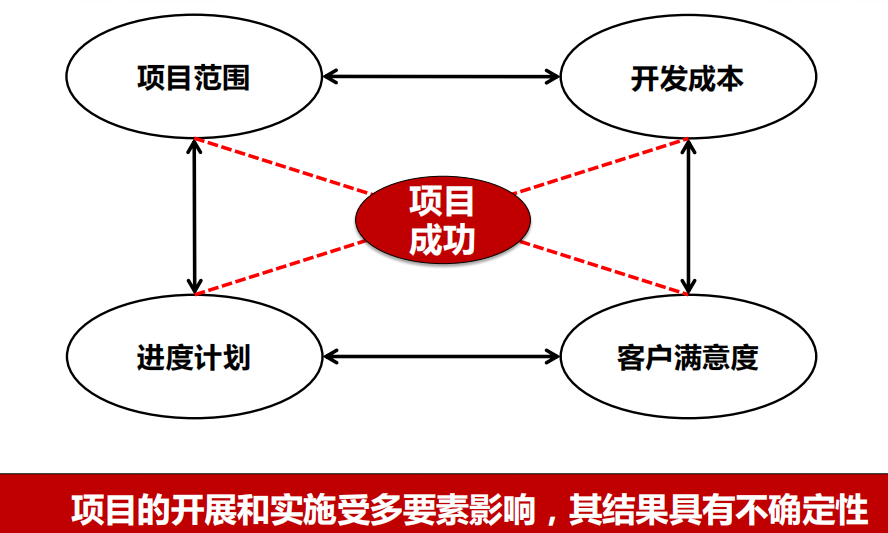 项目范围
开发成本
项目
成功
进度计划
客户满意度
项目的开展和实施受多要素影响，其结果具有不确定性